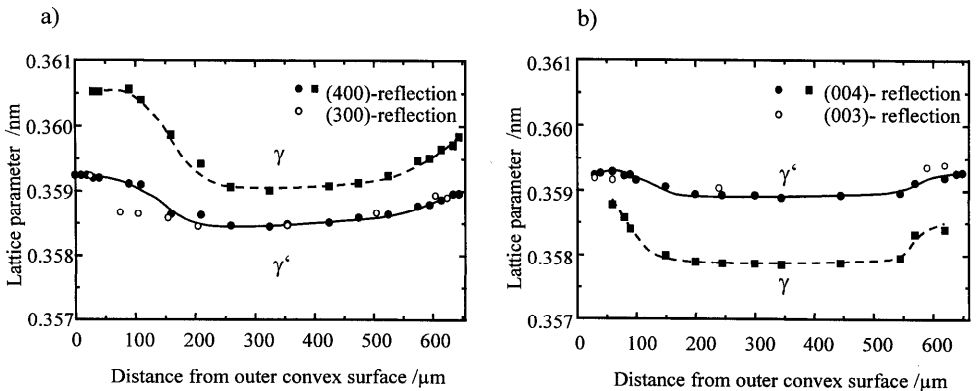 a)
0.361
0.360
0.359
0.358
0.357
Lattice parameter /nm
(400)-reflection
(300)-reflection
γ
γ‘
0 100 200 300 400 500 600
Distance from outer convex surface /μm
b)
0.361
0.360
0.359
0.358
0.357
Lattice parameter /nm
(004)- reflection
(003)- reflection
γ‘
γ
0 100 200 300 400 500 600
Distance from outer convex surface /μm